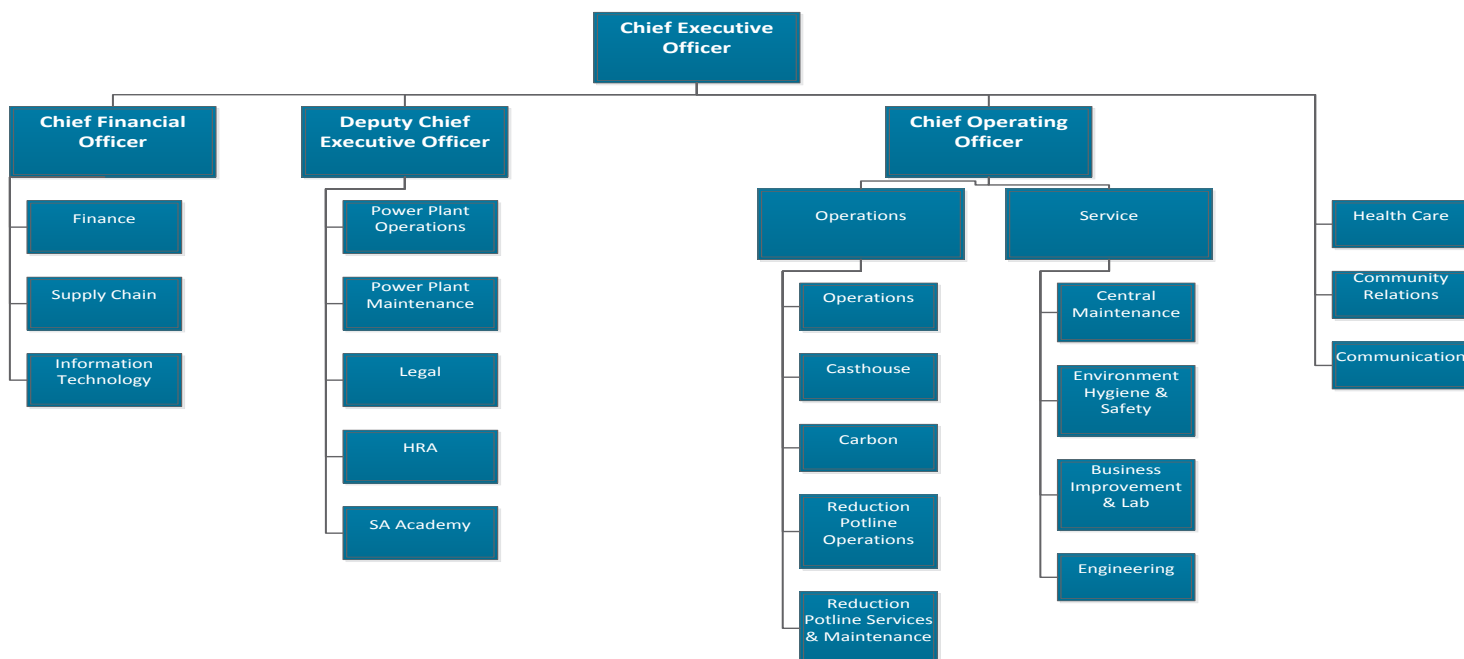 Chief Executive
Officer
Chief Financial
Officer
Deputy Chief
Executive Officer
Chief Operating
Officer
Finance
Supply Chain
Information
Technology
Power Plant
Operations
Power Plant
Maintenance
Legal
HRA
SA Academy
Operations
Operations
Casthouse
Carbon
Reduction
Potline
Operations
Reduction
Potline Services
& Maintenance
Service
Central
Maintenance
Environment
Hygiene &
Safety
Business
Improvement
& Lab
Engineering
Health Care
Community
Relations
Communication